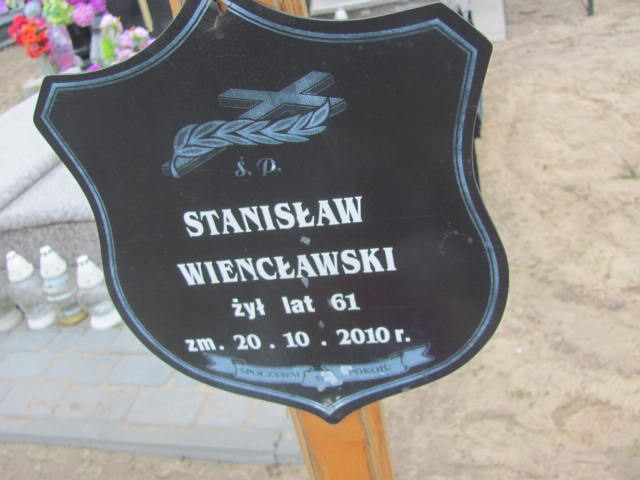 Ś. P.
STANISŁAW
WIENCŁAWSKI
żył lat 61
zm. 20. 10. 2010 r.
SPOCZYWAJ W POKOJU